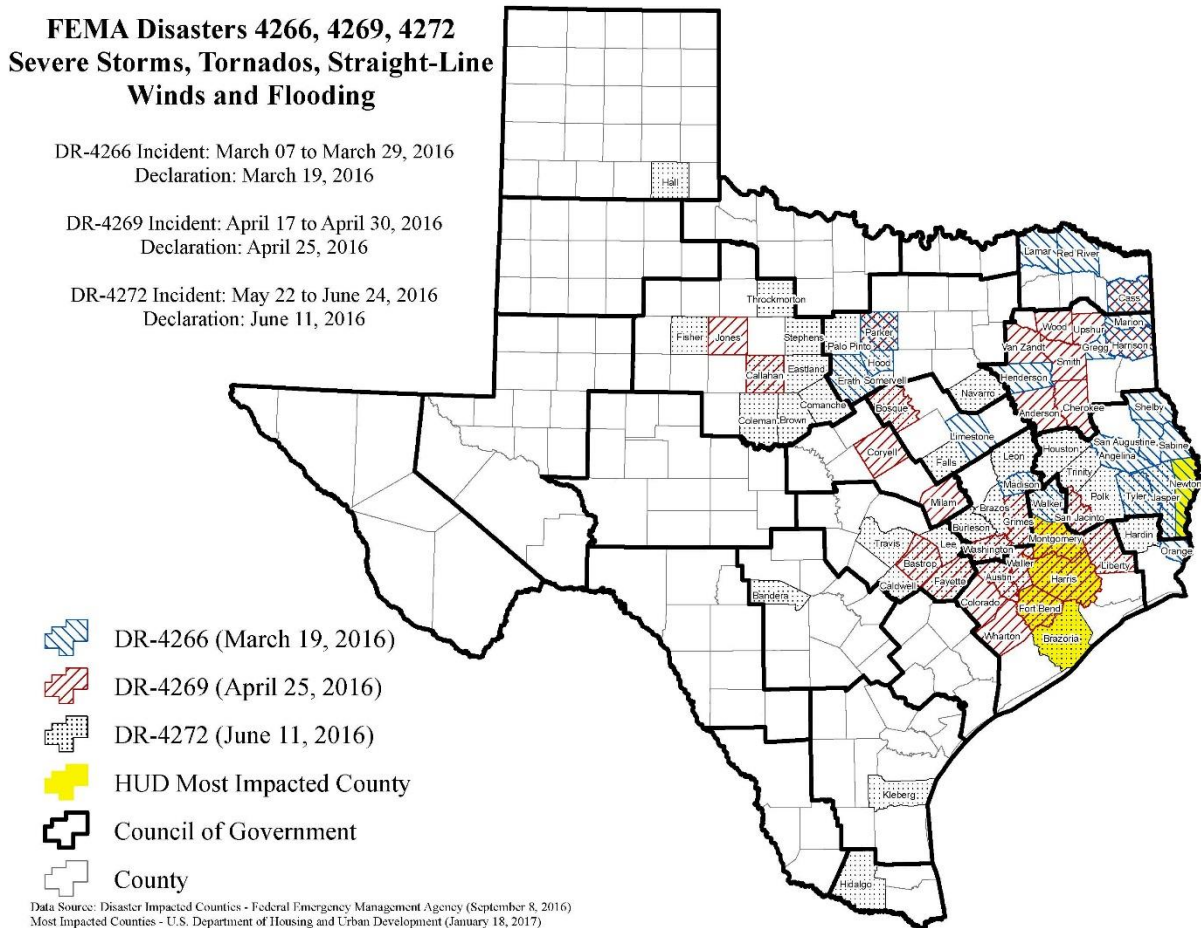 FEMA Disasters 4266, 4269, 4272
Severe Storms, Tornados, Straight-Line
Winds and Flooding
DR-4266 Incident: March 07 to March 29, 2016
Declaration: March 19, 2016
DR-4269 Incident: April 17 to April 30, 2016
Declaration: April 25, 2016
DR-4272 Incident: May 22 to June 24, 2016
Declaration: June 11, 2016
Hall
Lamar
Red River
Throckmorton
Cass
Fisher
Jones
Stephens
Palo Pinto
Parker
Wood
Upshur
Marion
Van Zandt
Gregg
Harrison
Smith
Callahan
Eastland
Hood
Erath
Somervell
Henderson
Navarro
Comanche
Coleman
Brown
Bosque
Anderson
Cherokee
Shelby
Limestone
Coryell
Falls
Leon
Houston
San Augustine
Sabine
Angelina
Trinity
Newton
Madison
Polk
Tyler
Jasper
Milam
Walker
Brazos
San Jacinto
Grimes
Burleson
Travis
Lee
Washington
Montgomery
Hardin
Orange
Liberty
Bastrop
Waller
Austin
Harris
Caldwell
Fayette
Bandera
Colorado
Fort Bend
Wharton
Brazoria
Kleberg
Hidalgo
DR-4266 (March 19, 2016)
DR-4269 (April 25, 2016)
DR-4272 (June 11, 2016)
HUD Most Impacted County
Council of Government
County
Data Source: Disaster Impacted Counties - Federal Emergency Management Agency (September 8, 2016)
Most Impacted Counties - U.S. Department of Housing and Urban Development (January 18, 2017)